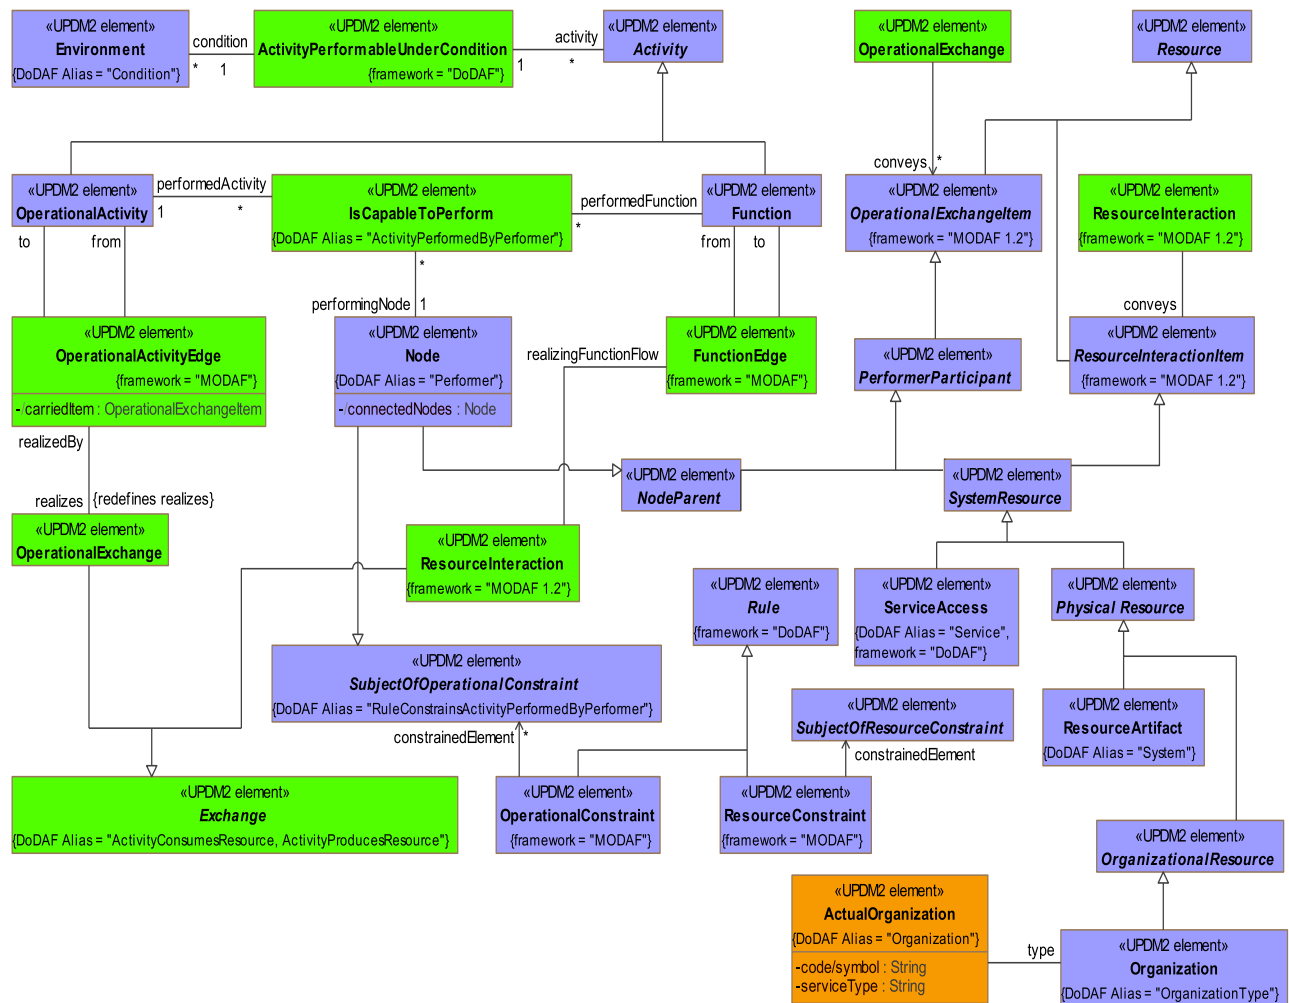 «UPDM2 element»
Environment
{DoDAF Alias = "Condition"}
condition
*
1
«UPDM2 element»
ActivityPerformableUnderCondition
{framework = "DoDAF"}
activity
1
*
«UPDM2 element»
Activity
«UPDM2 element»
OperationalExchange
«UPDM2 element»
Resource
conveys
*
«UPDM2 element»
OperationalActivity
performedActivity
1
*
«UPDM2 element»
IsCapableToPerform
{DoDAF Alias = "ActivityPerformedByPerformer"}
performedFunction
*
«UPDM2 element»
Function
«UPDM2 element»
OperationalExchangeItem
{framework = "MODAF 1.2"}
«UPDM2 element»
ResourceInteraction
{framework = "MODAF 1.2"}
to
from
from
to
*
performingNode
1
conveys
«UPDM2 element»
OperationalActivityEdge
{framework = "MODAF"}
-/carriedItem : OperationalExchangeItem
«UPDM2 element»
Node
{DoDAF Alias = "Performer"}
-/connectedNodes : Node
realizingFunctionFlow
«UPDM2 element»
FunctionEdge
{framework = "MODAF"}
«UPDM2 element»
PerformerParticipant
«UPDM2 element»
ResourceInteractionItem
{framework = "MODAF 1.2"}
realizedBy
realizes
{redefines realizes}
«UPDM2 element»
NodeParent
«UPDM2 element»
SystemResource
«UPDM2 element»
OperationalExchange
«UPDM2 element»
ResourceInteraction
{framework = "MODAF 1.2"}
«UPDM2 element»
Rule
{framework = "DoDAF"}
«UPDM2 element»
ServiceAccess
{DoDAF Alias = "Service",
framework = "DoDAF"}
«UPDM2 element»
Physical Resource
«UPDM2 element»
SubjectOfOperationalConstraint
{DoDAF Alias = "RuleConstrainsActivityPerformedByPerformer"}
constrainedElement
*
«UPDM2 element»
SubjectOfResourceConstraint
constrainedElement
«UPDM2 element»
ResourceArtifact
{DoDAF Alias = "System"}
«UPDM2 element»
Exchange
{DoDAF Alias = "ActivityConsumesResource, ActivityProducesResource"}
«UPDM2 element»
OperationalConstraint
{framework = "MODAF"}
«UPDM2 element»
ResourceConstraint
{framework = "MODAF"}
«UPDM2 element»
OrganizationalResource
«UPDM2 element»
ActualOrganization
{DoDAF Alias = "Organization"}
-code/symbol : String
-serviceType : String
type
«UPDM2 element»
Organization
{DoDAF Alias = "OrganizationType"}